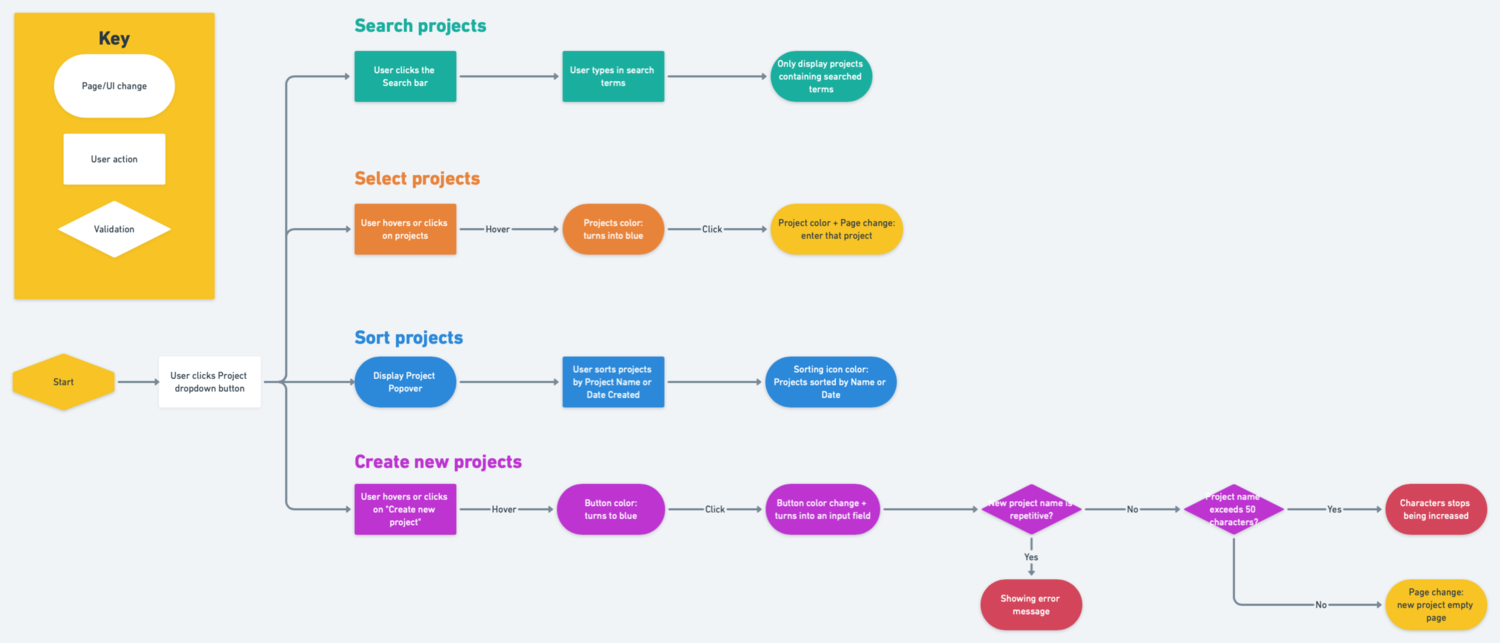 Key
Page/UI change
User action
Validation
Search projects
User clicks the
Search bar
User types in search
terms
Only display projects
containing searched
terms
Select projects
User hovers or clicks
on projects
Hover
Projects color:
turns into blue
Click
Project color + Page change:
enter that project
Start
User clicks Project
dropdown button
Sort projects
Display Project
Popover
User sorts projects
by Project Name or
Date Created
Sorting icon color:
Projects sorted by Name or
Date
Create new projects
User hovers or clicks
on "Create new
project"
Hover
Button color:
turns to blue
Click
Button color change +
turns into an input field
New project name is
repetitive?
Yes
Showing error
message
No
Project name
exceeds 50
characters?
Yes
Characters stops
being increased
No
Page change:
new project empty
page